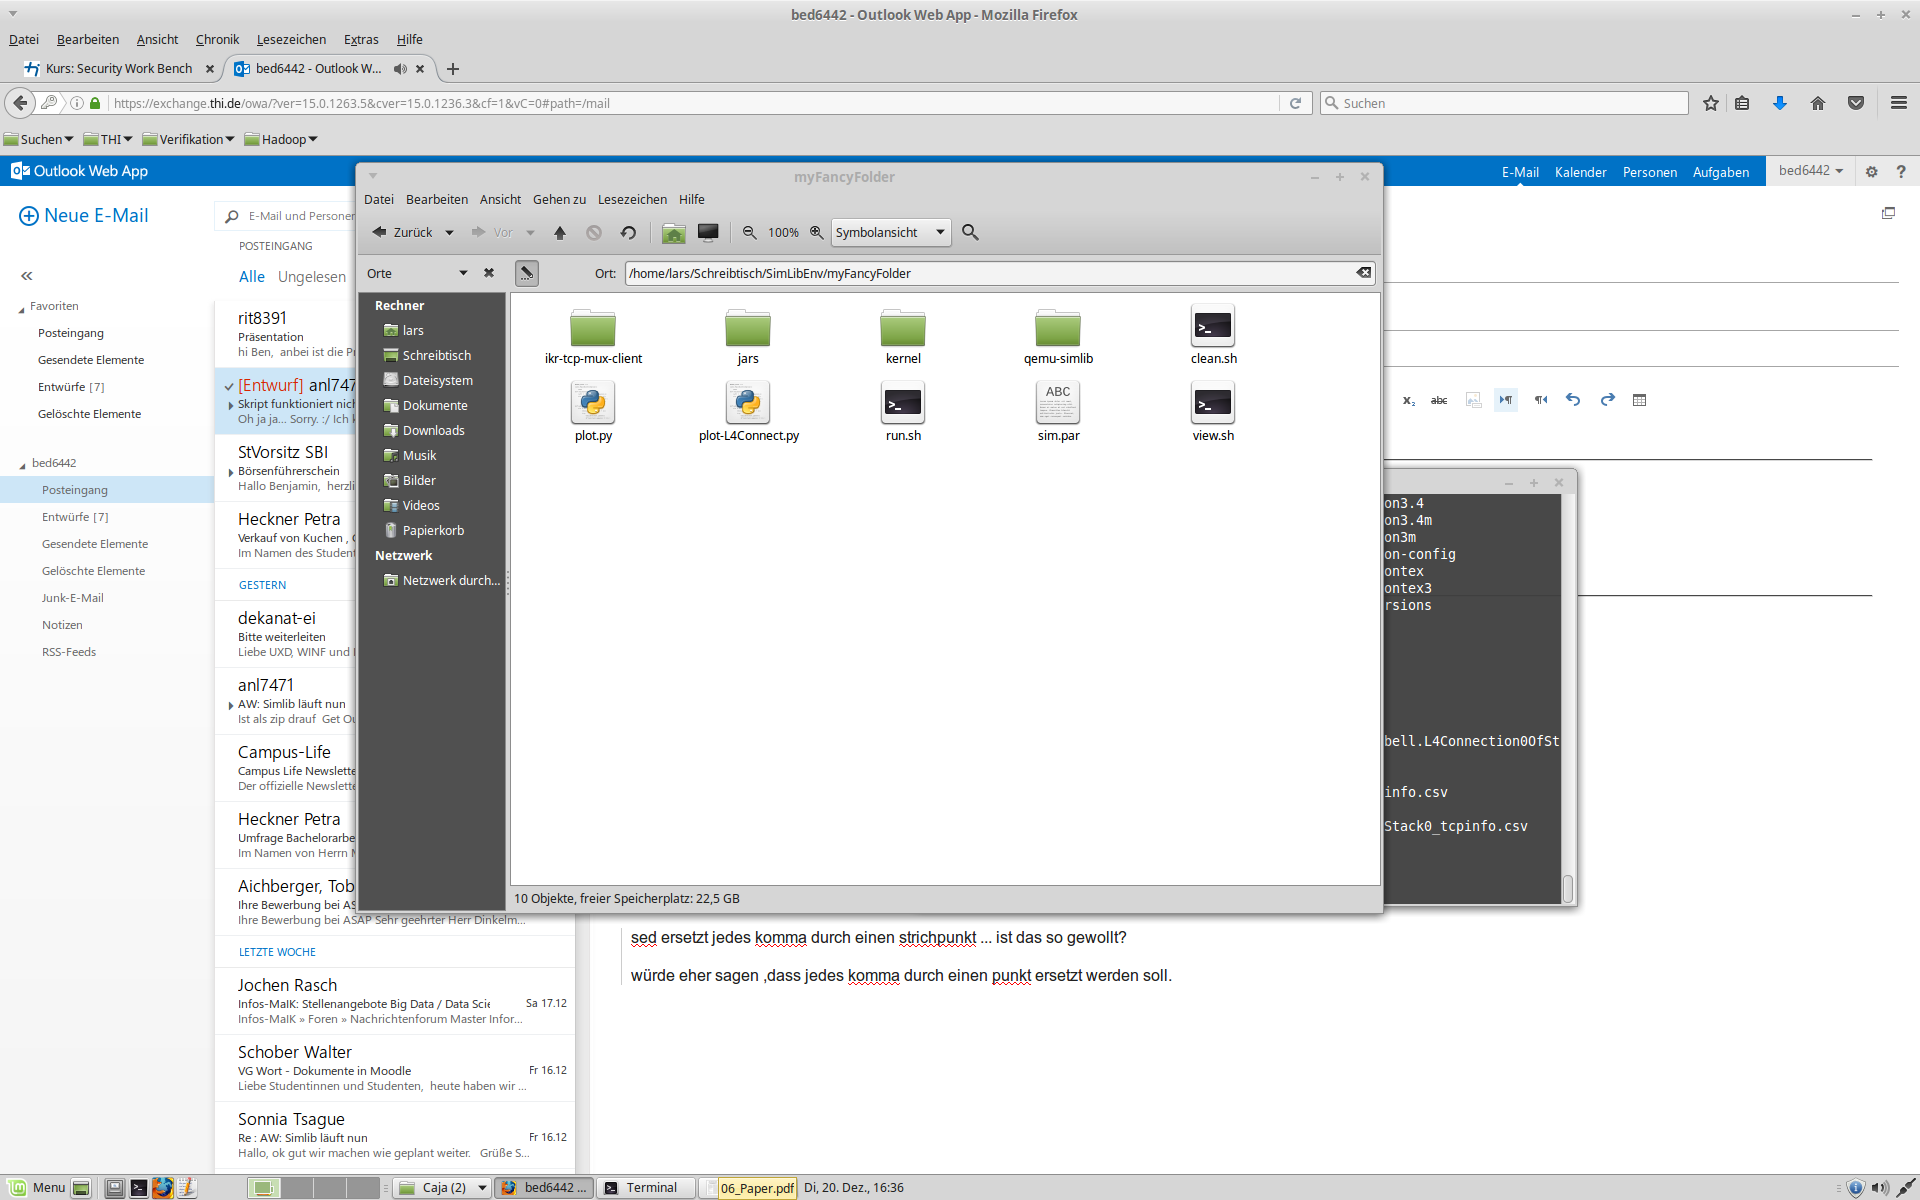 bed6442 - Outlook Web App - Mozilla Firefox
Datei Bearbeiten Ansicht Chronik Lesezeichen Extras Hilfe
Kurs: Security Work Bench
bed6442 - Outlook W...
https://exchange.thi.de/owa/?ver=15.0.1263.5&cver=15.0.1236.3&cf=1&vC=0#path=/mail
Suchen
Suchen THI Verifikation Hadoop
Outlook Web App
E-Mail Kalender Personen Aufgaben bed6442 ?
Neue E-Mail
E-Mail und Personen
POSTEINGANG
Alle Ungelesen
Favoriten
Posteingang
Gesendete Elemente
Entwürfe [7]
Gelöschte Elemente
bed6442
Posteingang
Entwürfe [7]
Gesendete Elemente
Gelöschte Elemente
Junk-E-Mail
Notizen
RSS-Feeds
rit8391
Präsentation
hi Ben, anbei ist die Pr
[Entwurf] anl747
Skript funktioniert nich
Oh ja ja... Sorry. :/ Ich k
StVorsitz SBI
Börsenführerschein
Hallo Benjamin, herzli
Heckner Petra
Verkauf von Kuchen ,
Im Namen des Student
GESTERN
dekanat-ei
Bitte weiterleiten
Liebe UXD, WINF und
anl7471
AW: Simlib läuft nun
Ist als zip drauf Get Ou
Campus-Life
Campus Life Newslette
Der offizielle Newslette
Heckner Petra
Umfrage Bachelorarbe
Im Namen von Herrn
Aichberger, Tob
Ihre Bewerbung bei AS
Ihre Bewerbung bei ASAP Sehr geehrter Herr Dinkelm...
LETZTE WOCHE
Jochen Rasch
Infos-MaIK: Stellenangebote Big Data / Data Scie
Sa 17.12
Infos-MaIK » Foren » Nachrichtenforum Master Infor...
Schober Walter
VG Wort - Dokumente in Moodle
Fr 16.12
Liebe Studentinnen und Studenten, heute haben wir ...
Sonnia Tsague
Re : AW: Simlib läuft nun
Fr 16.12
Hallo, ok gut wir machen wie geplant weiter. Grüße S...
myFancyFolder
Datei Bearbeiten Ansicht Gehen zu Lesezeichen Hilfe
Zurück Vor 100% Symbolansicht
Orte
Ort: /home/lars/Schreibtisch/SimLibEnv/myFancyFolder
Rechner
lars
Schreibtisch
Dateisystem
Dokumente
Downloads
Musik
Bilder
Videos
Papierkorb
Netzwerk
Netzwerk durch...
ikr-tcp-mux-client jars kernel qemu-simlib clean.sh
ABC
plot.py plot-L4Connect.py run.sh sim.par view.sh
10 Objekte, freier Speicherplatz: 22,5 GB
x₂ abc
on3.4
on3.4m
on3m
on-config
ontex
ontex3
rsions
bell.L4Connection0OfSt
info.csv
Stack0_tcpinfo.csv
sed ersetzt jedes komma durch einen strichpunkt ... ist das so gewollt?
würde eher sagen ,dass jedes komma durch einen punkt ersetzt werden soll.
Menu
Caja (2)
bed6442 ...
Terminal
06_Paper.pdf
Di, 20. Dez., 16:36